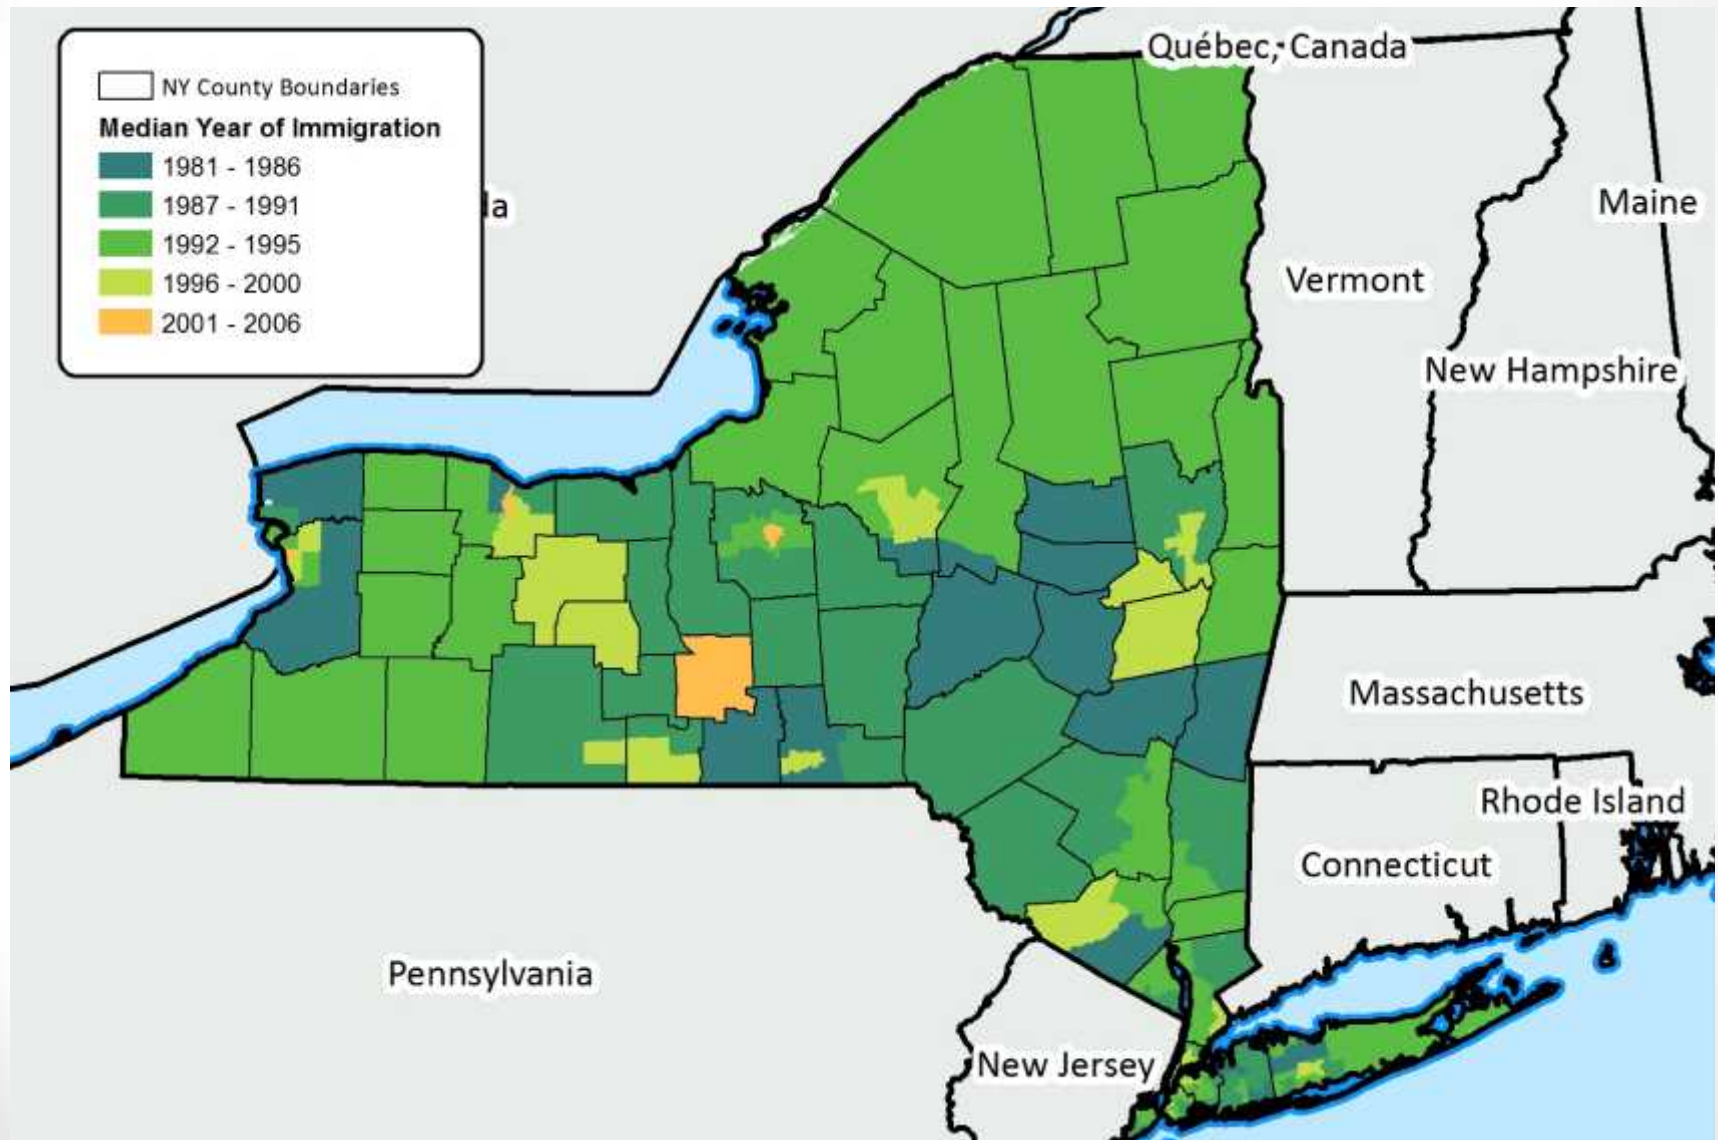 NY County Boundaries
Median Year of Immigration
1981 - 1986
1987 - 1991
1992 - 1995
1996 - 2000
2001 - 2006
da
Québec, Canada
Maine
Vermont
New Hampshire
Massachusetts
Rhode Island
Connecticut
Pennsylvania
New Jersey